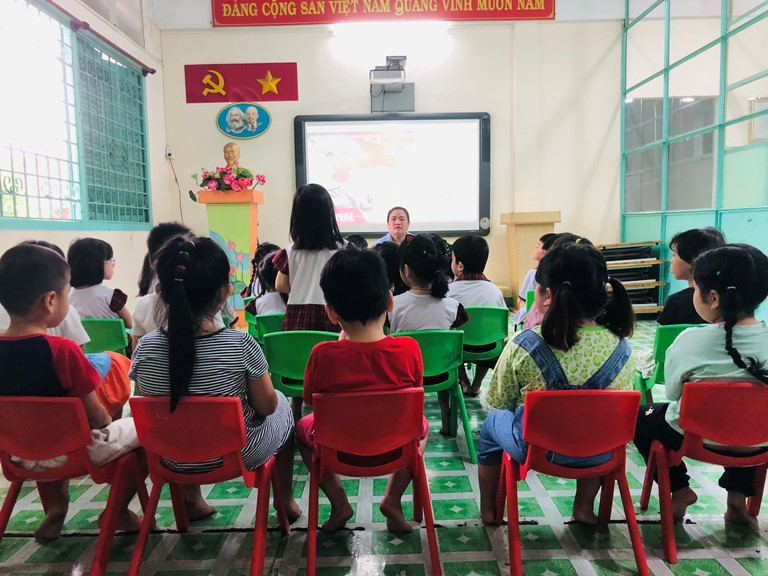 ĐẢNG CỘNG SẢN VIỆT NAM QUANG VINH MUÔN NĂM